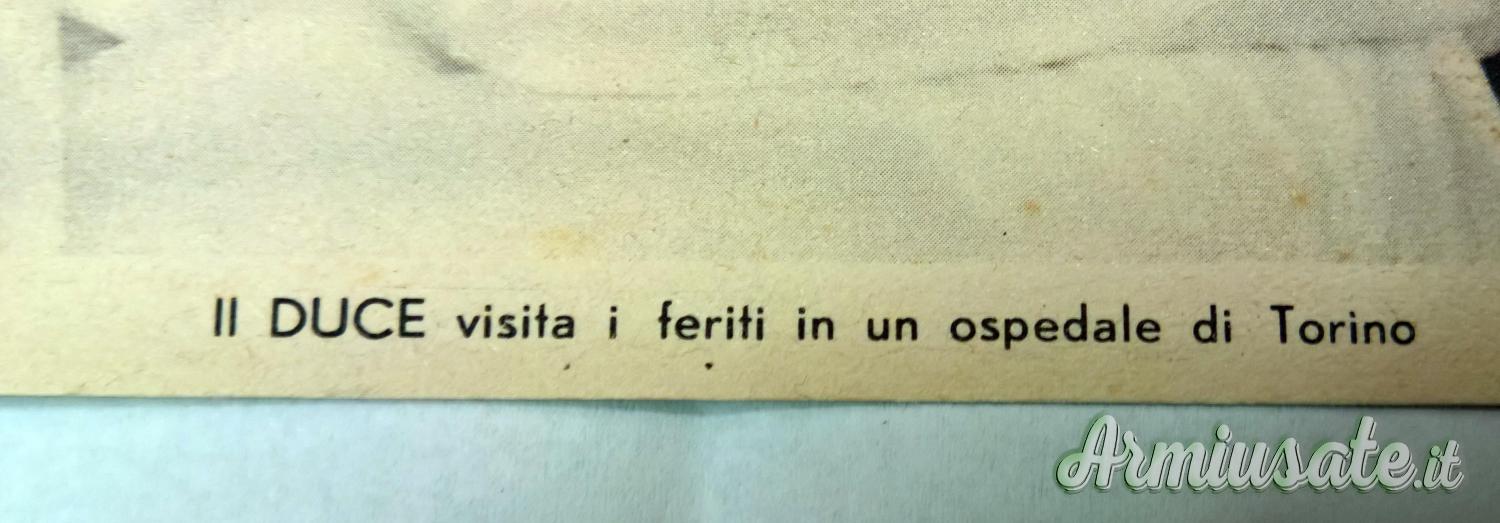 Il DUCE visita i feriti in un ospedale di Torino
Armiusate.it